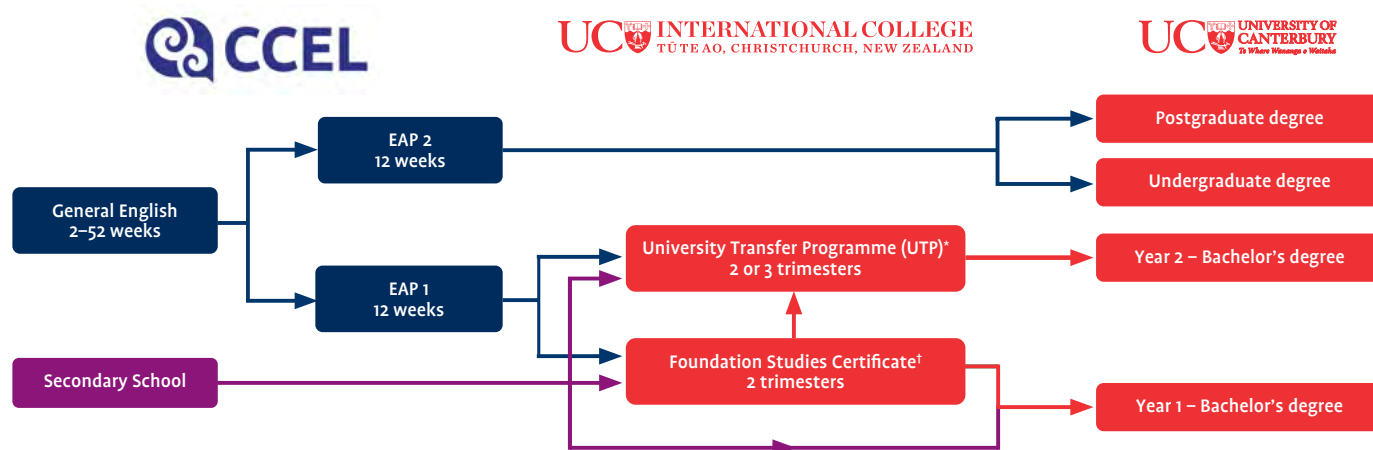 CCEL
UC INTERNATIONAL COLLEGE
TŪTE AO, CHRISTCHURCH, NEW ZEALAND
UC UNIVERSITY OF
CANTERBURY
Te Whare Wānanga o Waitaha
General English
2–52 weeks
EAP 2
12 weeks
EAP 1
12 weeks
Secondary School
University Transfer Programme (UTP)*
2 or 3 trimesters
Foundation Studies Certificate†
2 trimesters
Postgraduate degree
Undergraduate degree
Year 2 – Bachelor’s degree
Year 1 – Bachelor’s degree